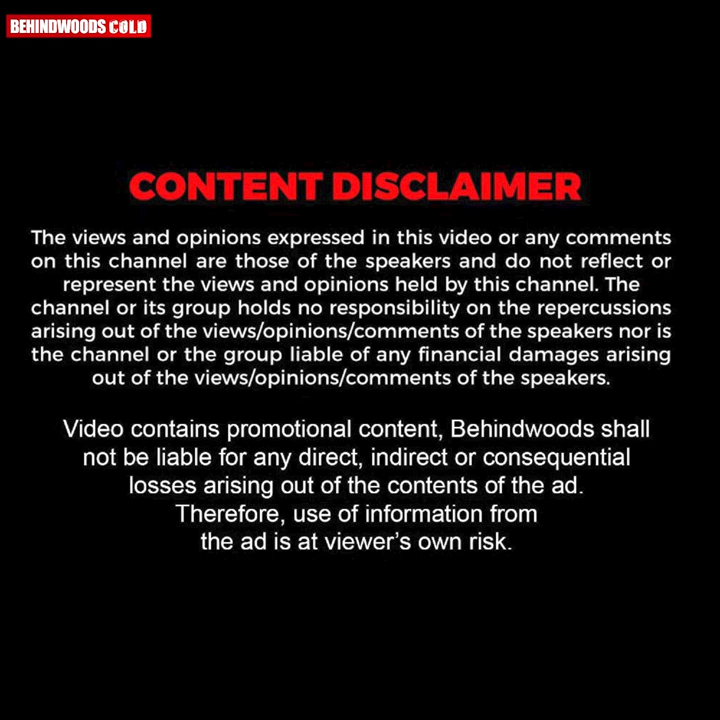 BEHINDWOODS COLD
CONTENT DISCLAIMER
The views and opinions expressed in this video or any comments
on this channel are those of the speakers and do not reflect or
represent the views and opinions held by this channel. The
channel or its group holds no responsibility on the repercussions
arising out of the views/opinions/comments of the speakers nor is
the channel or the group liable of any financial damages arising
out of the views/opinions/comments of the speakers.
Video contains promotional content, Behindwoods shall
not be liable for any direct, indirect or consequential
losses arising out of the contents of the ad.
Therefore, use of information from
the ad is at viewer’s own risk.